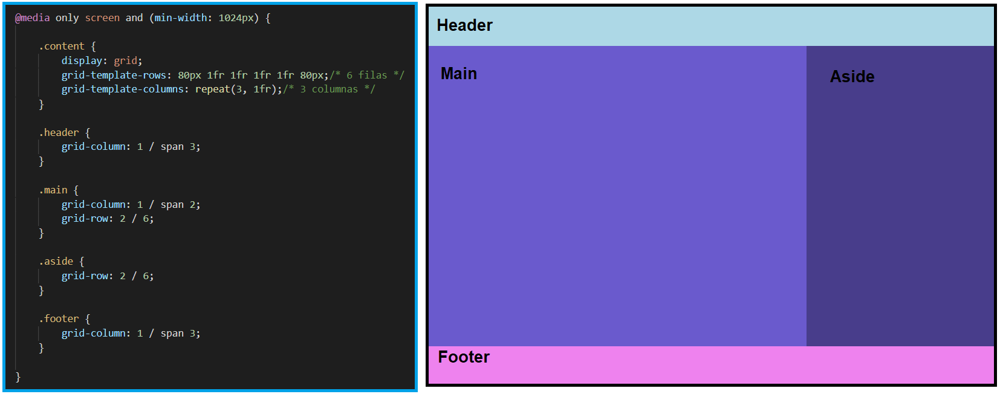 @media only screen and (min-width: 1024px) {
.content {
display: grid;
grid-template-rows: 80px 1fr 1fr 1fr 1fr 80px;/* 6 filas */
grid-template-columns: repeat(3, 1fr);/* 3 columnas */
}
.header {
grid-column: 1 / span 3;
}
.main {
grid-column: 1 / span 2;
grid-row: 2 / 6;
}
.aside {
grid-row: 2 / 6;
}
.footer {
grid-column: 1 / span 3;
}
}
Header
Main
Aside
Footer